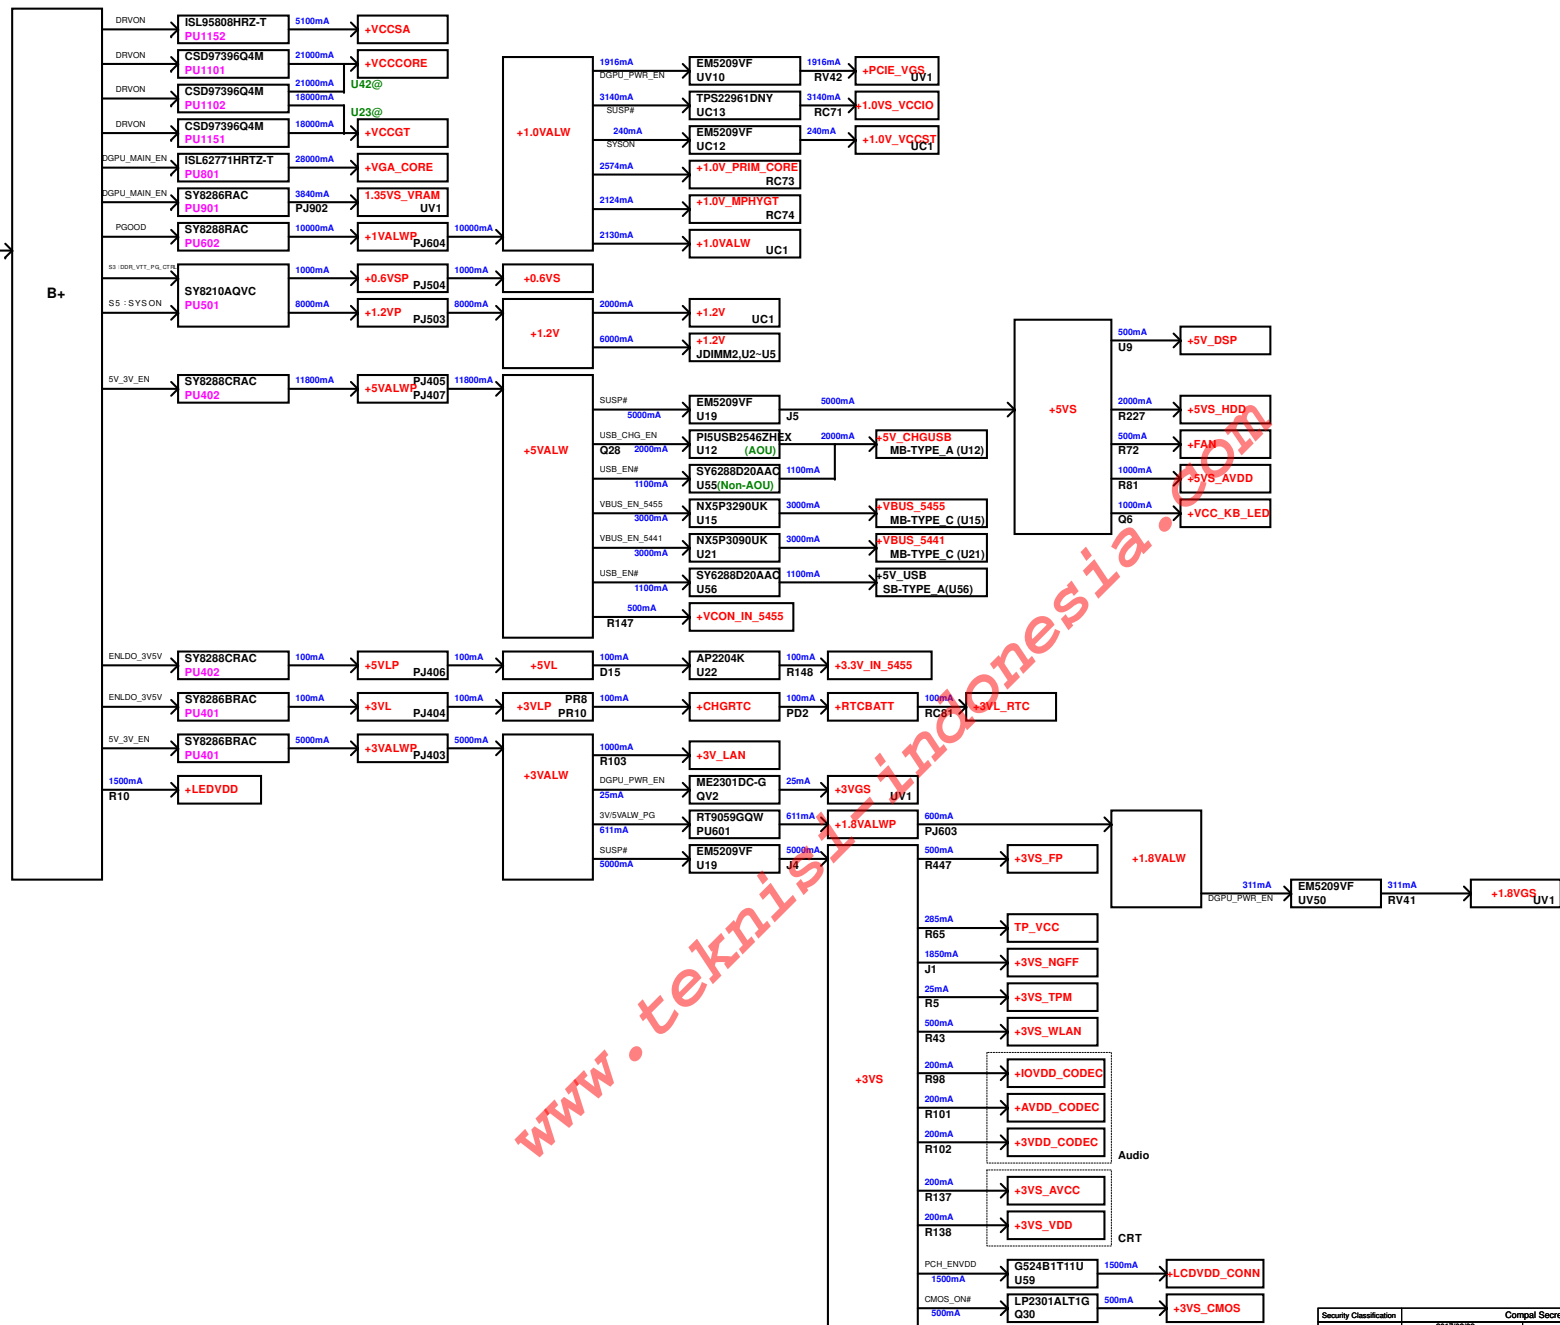 B+
DRVON
ISL95808HRZ-T
PU1152
5100mA
+VCCSA
DRVON
CSD97396Q4M
PU1101
21000mA
+VCCCORE
DRVON
CSD97396Q4M
PU1102
21000mA
U42@
18000mA
U23@
DRVON
CSD97396Q4M
PU1151
18000mA
+VCCGT
DGPU_MAIN_EN
ISL62771HRTZ-T
PU801
28000mA
+VGA_CORE
DGPU_MAIN_EN
SY8286RAC
PU901
3840mA
PJ902
1.35VS_VRAM
UV1
PGOOD
SY8288RAC
PU602
10000mA
+1VALWP
PJ604
10000mA
+1.0VALW
1916mA
DGPU_PWR_EN
EM5209VF
UV10
1916mA
RV42
+PCIE_VGS
UV1
3140mA
SUSP#
TPS22961DNY
UC13
3140mA
RC71
+1.0VS_VCCIO
240mA
SYSON
EM5209VF
UC12
240mA
+1.0V_VCCST
UC1
2574mA
+1.0V_PRIM_CORE
RC73
2124mA
+1.0V_MPHYGT
RC74
2130mA
+1.0VALW
UC1
S3 :DDR_VTT_PG_CTRL
SY8210AQVC
PU501
1000mA
+0.6VSP
PJ504
1000mA
+0.6VS
S5 : SYSON
8000mA
+1.2VP
PJ503
8000mA
+1.2V
2000mA
+1.2V
UC1
6000mA
+1.2V
JDIMM2,U2~U5
5V_3V_EN
SY8288CRAC
PU402
11800mA
+5VALWP
PJ405
PJ407
11800mA
+5VALW
SUSP#
5000mA
EM5209VF
U19
J5
5000mA
+5VS
500mA
U9
+5V_DSP
2000mA
R227
+5VS_HDD
500mA
R72
+FAN
1000mA
R81
+5VS_AVDD
1000mA
Q6
+VCC_KB_LED
USB_CHG_EN
Q28
2000mA
PI5USB2546ZHEX
U12
(AOU)
2000mA
+5V_CHGUSB
MB-TYPE_A (U12)
USB_EN#
1100mA
SY6288D20AAC
U55(Non-AOU)
1100mA
VBUS_EN_5455
3000mA
NX5P3290UK
U15
3000mA
+VBUS_5455
MB-TYPE_C (U15)
VBUS_EN_5441
3000mA
NX5P3090UK
U21
3000mA
+VBUS_5441
MB-TYPE_C (U21)
USB_EN#
1100mA
SY6288D20AAC
U56
1100mA
+5V_USB
SB-TYPE_A(U56)
500mA
R147
+VCON_IN_5455
ENLDO_3V5V
SY8288CRAC
PU402
100mA
+5VLP
PJ406
100mA
+5VL
100mA
D15
AP2204K
U22
100mA
R148
+3.3V_IN_5455
ENLDO_3V5V
SY8286BRAC
PU401
100mA
+3VL
PJ404
100mA
+3VLP
PR8
PR10
100mA
+CHGRTC
100mA
PD2
+RTCBATT
100mA
RC81
+3VL_RTC
5V_3V_EN
SY8286BRAC
PU401
5000mA
+3VALWP
PJ403
5000mA
+3VALW
1000mA
R103
+3V_LAN
1500mA
R10
+LEDVDD
DGPU_PWR_EN
25mA
ME2301DC-G
QV2
25mA
+3VGS
UV1
3V/5VALW_PG
611mA
RT9059GQW
PU601
611mA
+1.8VALWP
600mA
PJ603
+1.8VALW
311mA
DGPU_PWR_EN
EM5209VF
UV50
311mA
RV41
+1.8VGS
UV1
SUSP#
5000mA
EM5209VF
U19
5000mA
J4
+3VS
500mA
R447
+3VS_FP
285mA
R65
TP_VCC
1850mA
J1
+3VS_NGFF
25mA
R5
+3VS_TPM
500mA
R43
+3VS_WLAN
200mA
R98
+IOVDD_CODEC
200mA
R101
+AVDD_CODEC
200mA
R102
+3VDD_CODEC
Audio
200mA
R137
+3VS_AVCC
200mA
R138
+3VS_VDD
CRT
PCH_ENVDD
1500mA
G524B1T11U
U59
1500mA
+LCDVDD_CONN
CMOS_ON#
500mA
LP2301ALT1G
Q30
500mA
+3VS_CMOS
www.teknisi-indonesia.com
Security Classification
Compal Secre